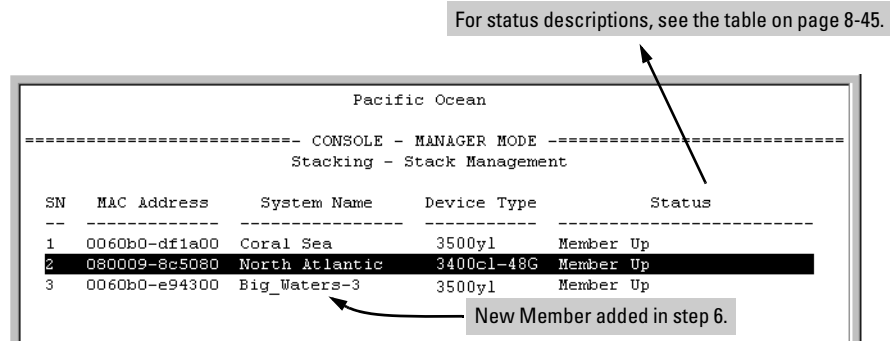 For status descriptions, see the table on page 8-45.
Pacific Ocean
==========================- CONSOLE - MANAGER MODE -============================
Stacking - Stack Management
SN MAC Address System Name Device Type Status
-- ------------- ---------------- ----------- -------------------------
1 0060b0-df1a00 Coral Sea 3500yl Member Up
2 080009-8c5080 North Atlantic 3400cl-48G Member Up
3 0060b0-e94300 Big_Waters-3 3500yl Member Up
New Member added in step 6.